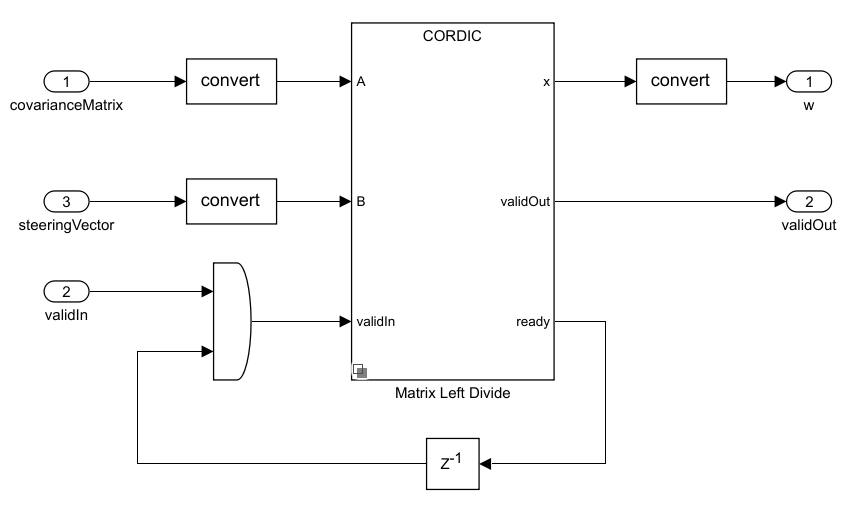 CORDIC
1
convert
A
x
convert
1
covarianceMatrix
w
3
convert
B
validOut
2
steeringVector
validOut
2
validIn
validIn
ready
Matrix Left Divide
Z-1